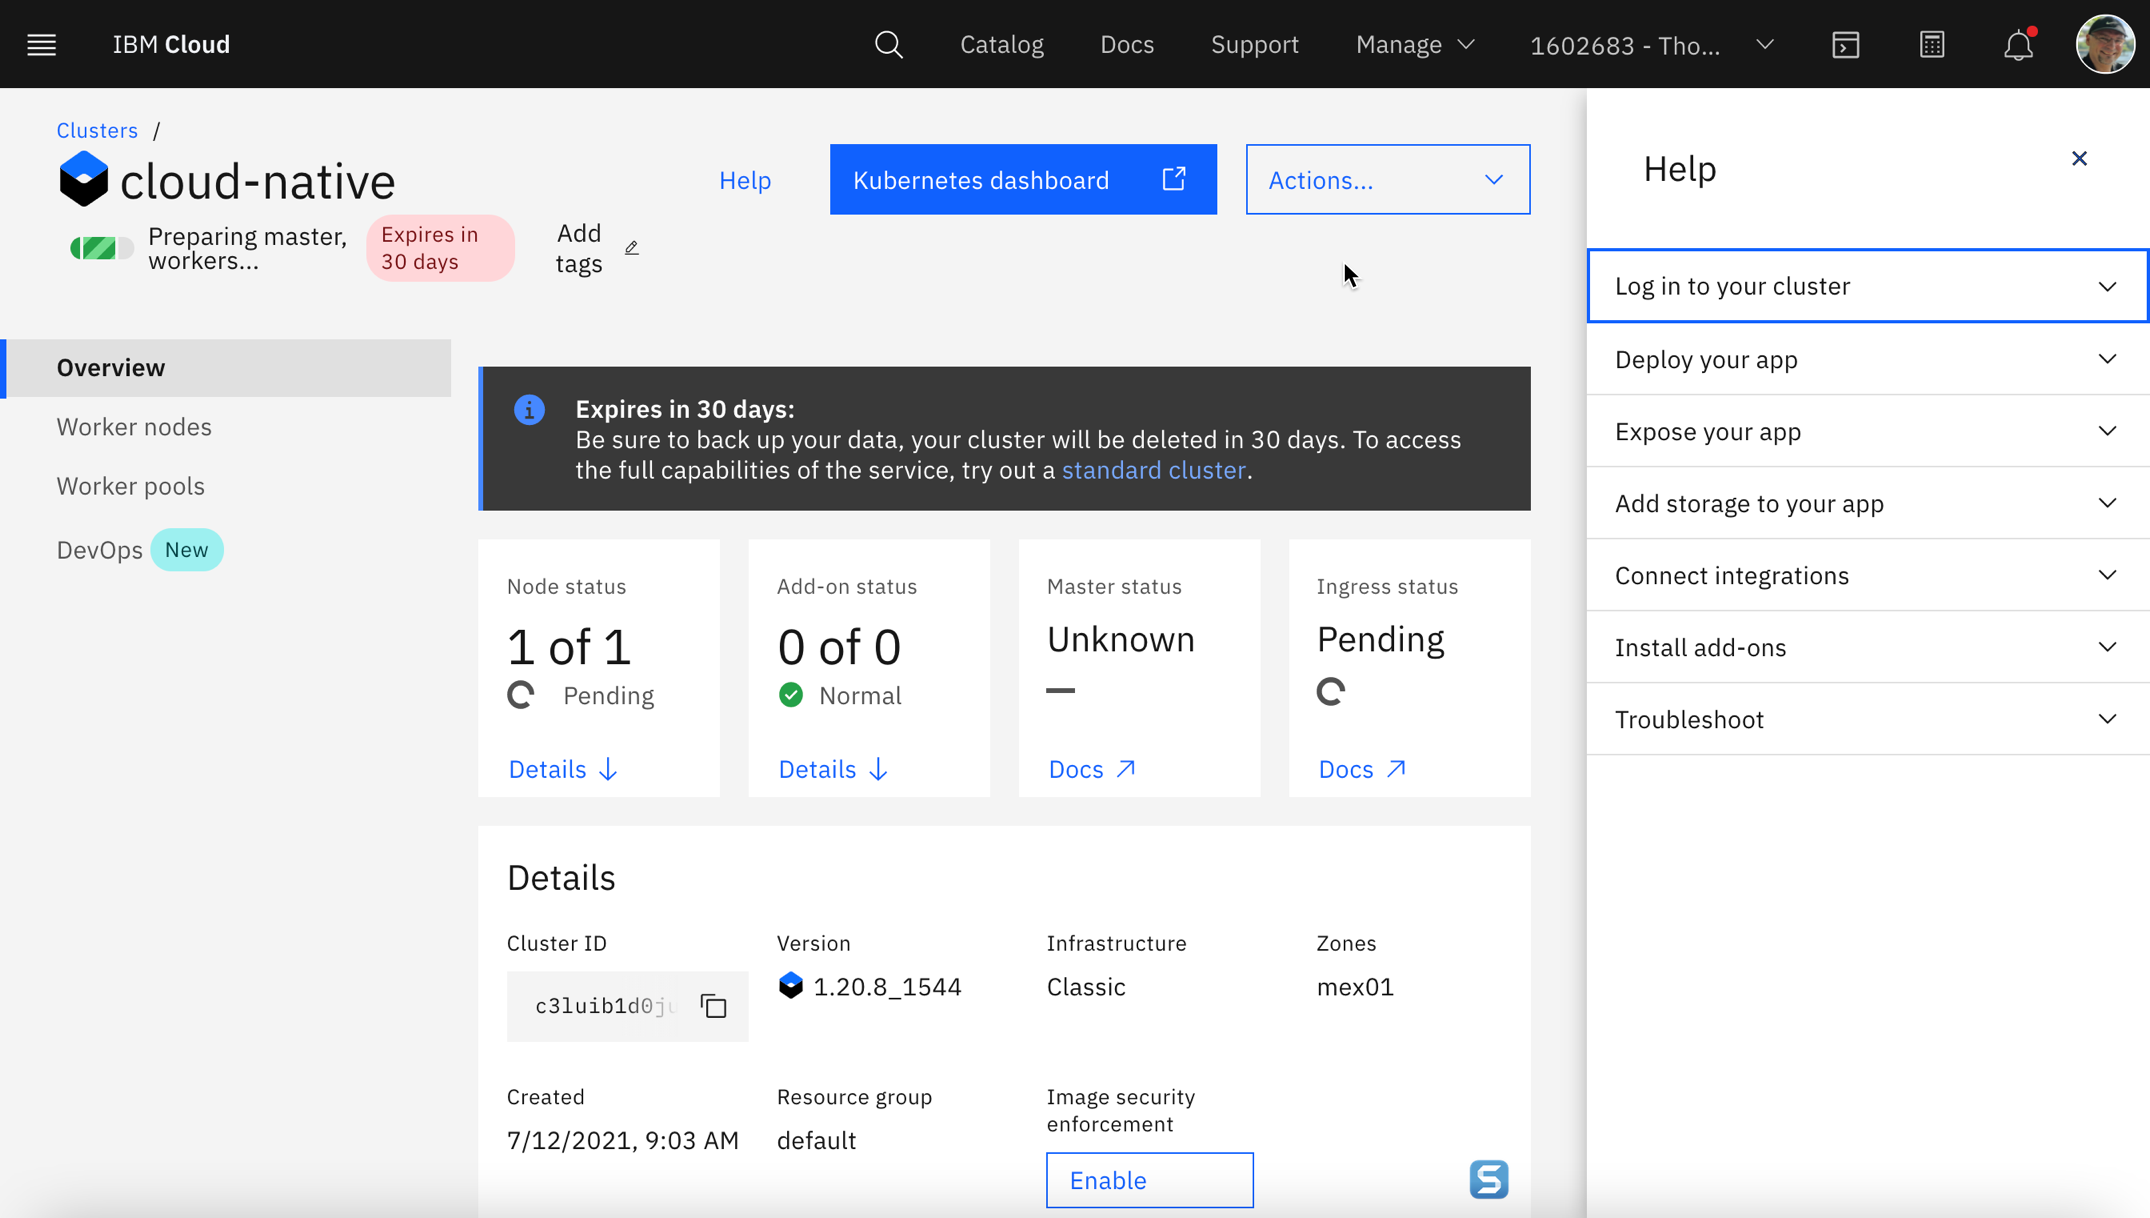 IBM Cloud
Catalog
Docs
Support
Manage
1602683 - Tho...
Clusters /
cloud-native
Help
Kubernetes dashboard
Actions...
Preparing master,
workers...
Expires in
30 days
Add
tags
Overview
Worker nodes
Worker pools
DevOps New
Expires in 30 days:
Be sure to back up your data, your cluster will be deleted in 30 days. To access
the full capabilities of the service, try out a standard cluster.
Node status
1 of 1
Pending
Details
Add-on status
0 of 0
Normal
Details
Master status
Unknown
Docs
Ingress status
Pending
Docs
Details
Cluster ID
c3luib1d0ju
Version
1.20.8_1544
Infrastructure
Classic
Zones
mex01
Created
7/12/2021, 9:03 AM
Resource group
default
Image security
enforcement
Enable
S
Help
Log in to your cluster
Deploy your app
Expose your app
Add storage to your app
Connect integrations
Install add-ons
Troubleshoot